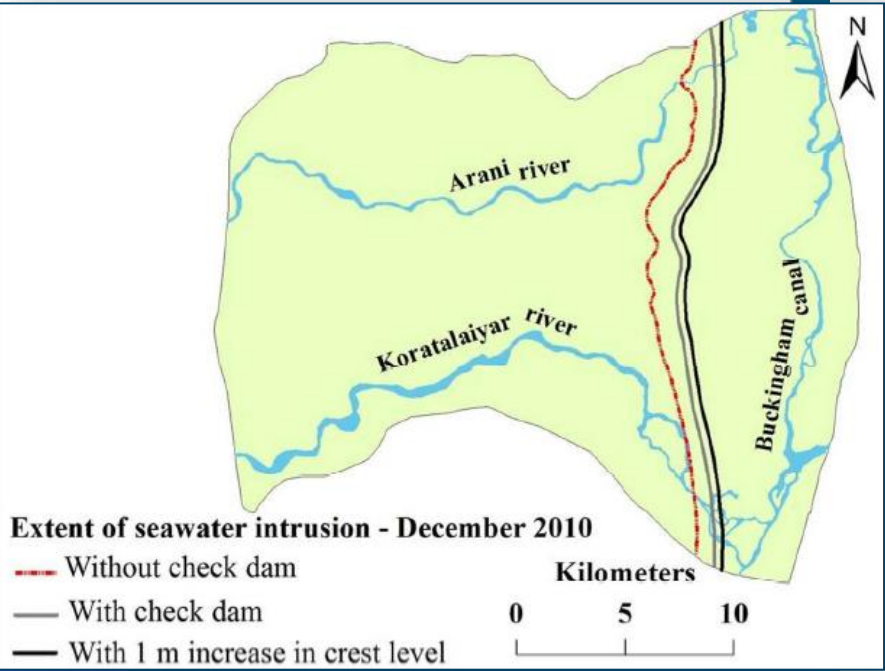 N
Arani river
Koratalaiyar river
Buckingham canal
Extent of seawater intrusion - December 2010
Without check dam
With check dam
With 1 m increase in crest level
Kilometers
0 5 10